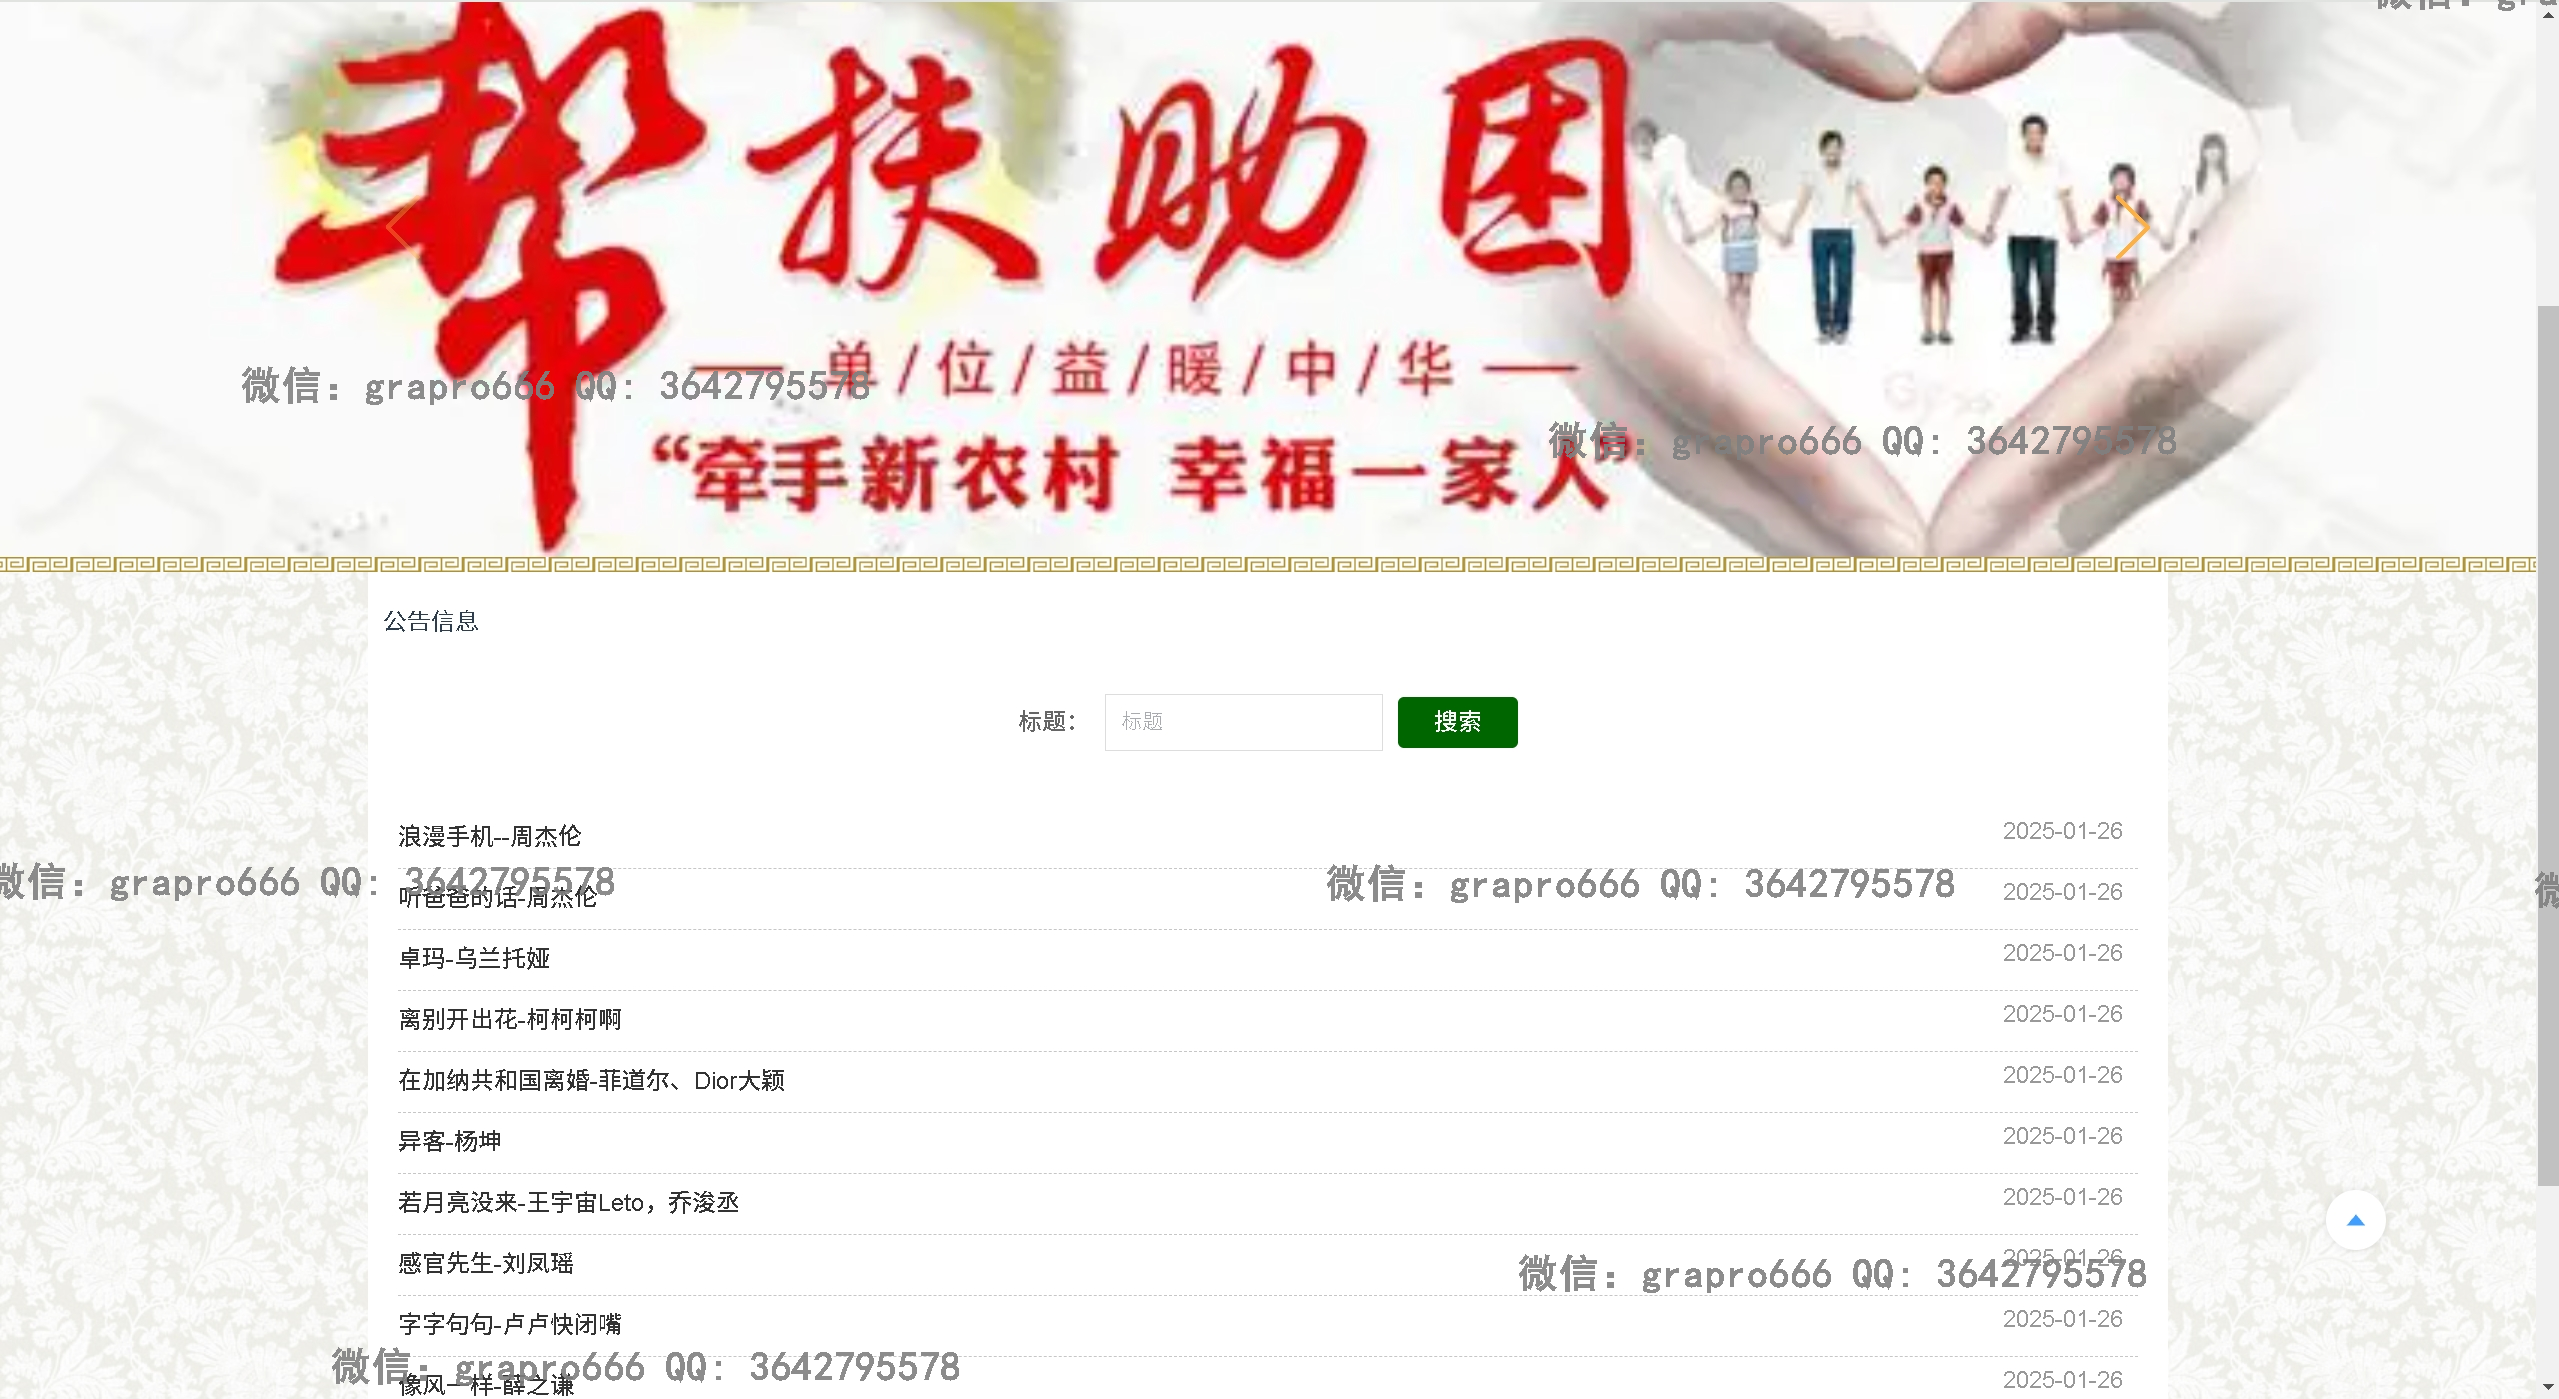 帮扶助困
单/位/益/暖/中/华
“牵手新农村 幸福一家人”
微信：grapro666 QQ: 3642795578
微信：grapro666 QQ: 3642795578
公告信息
标题：
标题
搜索
浪漫手机--周杰伦 2025-01-26
微信：grapro666 QQ: 3642795578
微信：grapro666 QQ: 3642795578
听爸爸的话-周杰伦 2025-01-26
卓玛-乌兰托娅 2025-01-26
离别开出花-柯柯柯啊 2025-01-26
在加纳共和国离婚-菲道尔、Dior大颖 2025-01-26
异客-杨坤 2025-01-26
若月亮没来-王宇宙Leto，乔浚丞 2025-01-26
感官先生-刘凤瑶 2025-01-26
微信：grapro666 QQ: 3642795578
字字句句-卢卢快闭嘴 2025-01-26
微信：grapro666 QQ: 3642795578
像风一样-薛之谦 2025-01-26